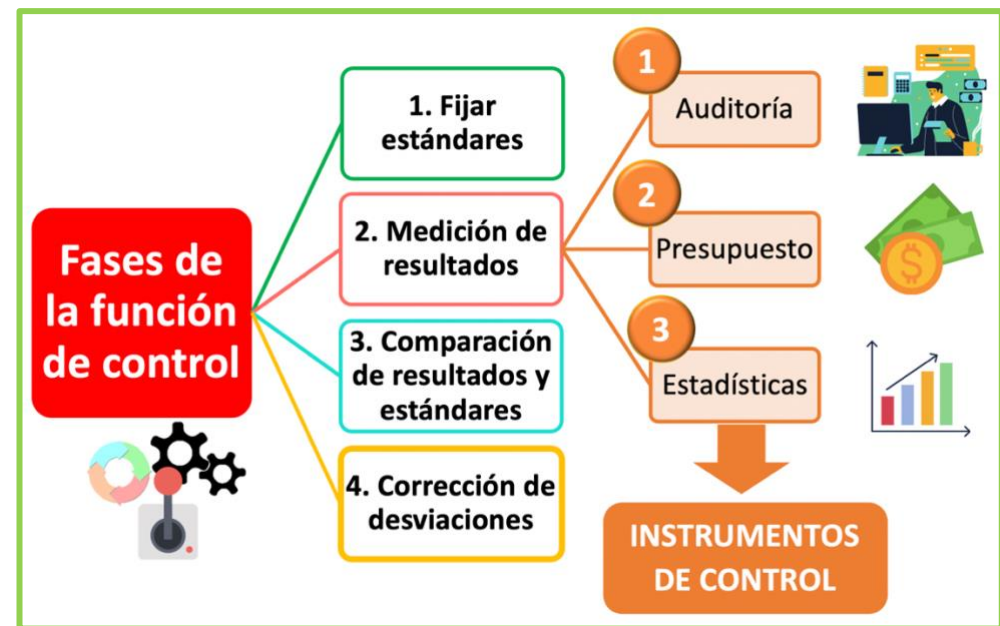 Fases de
la función
de control
1. Fijar
estándares
2. Medición de
resultados
3. Comparación
de resultados y
estándares
4. Corrección de
desviaciones
1
Auditoría
2
Presupuesto
3
Estadísticas
INSTRUMENTOS
DE CONTROL
$